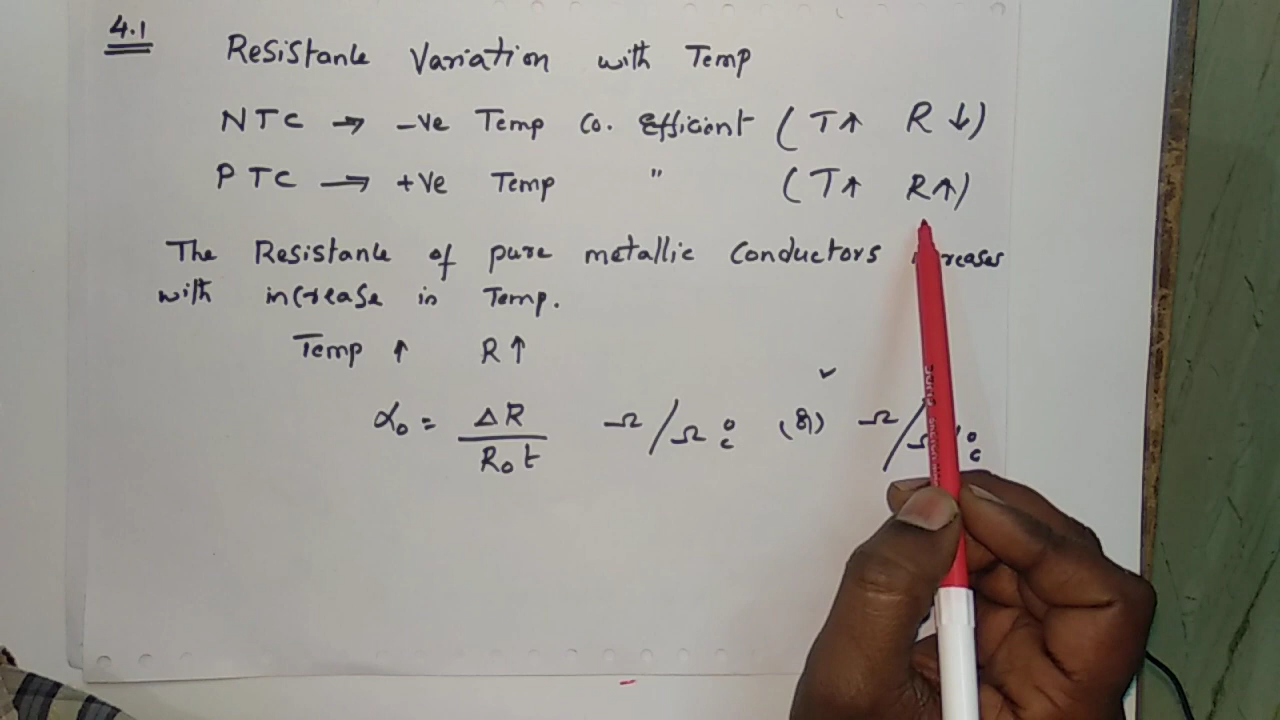 4.1 Resistance Variation with Temp
NTC → -ve Temp Co. Efficient (T↑ R↓)
PTC → +ve Temp " (T↑ R↑)
The Resistance of pure metallic Conductors
with increase in Temp.
Temp ↑ R↑
α₀ = ΔR / R₀t Ω/Ω °C (or) Ω/Ω/°C